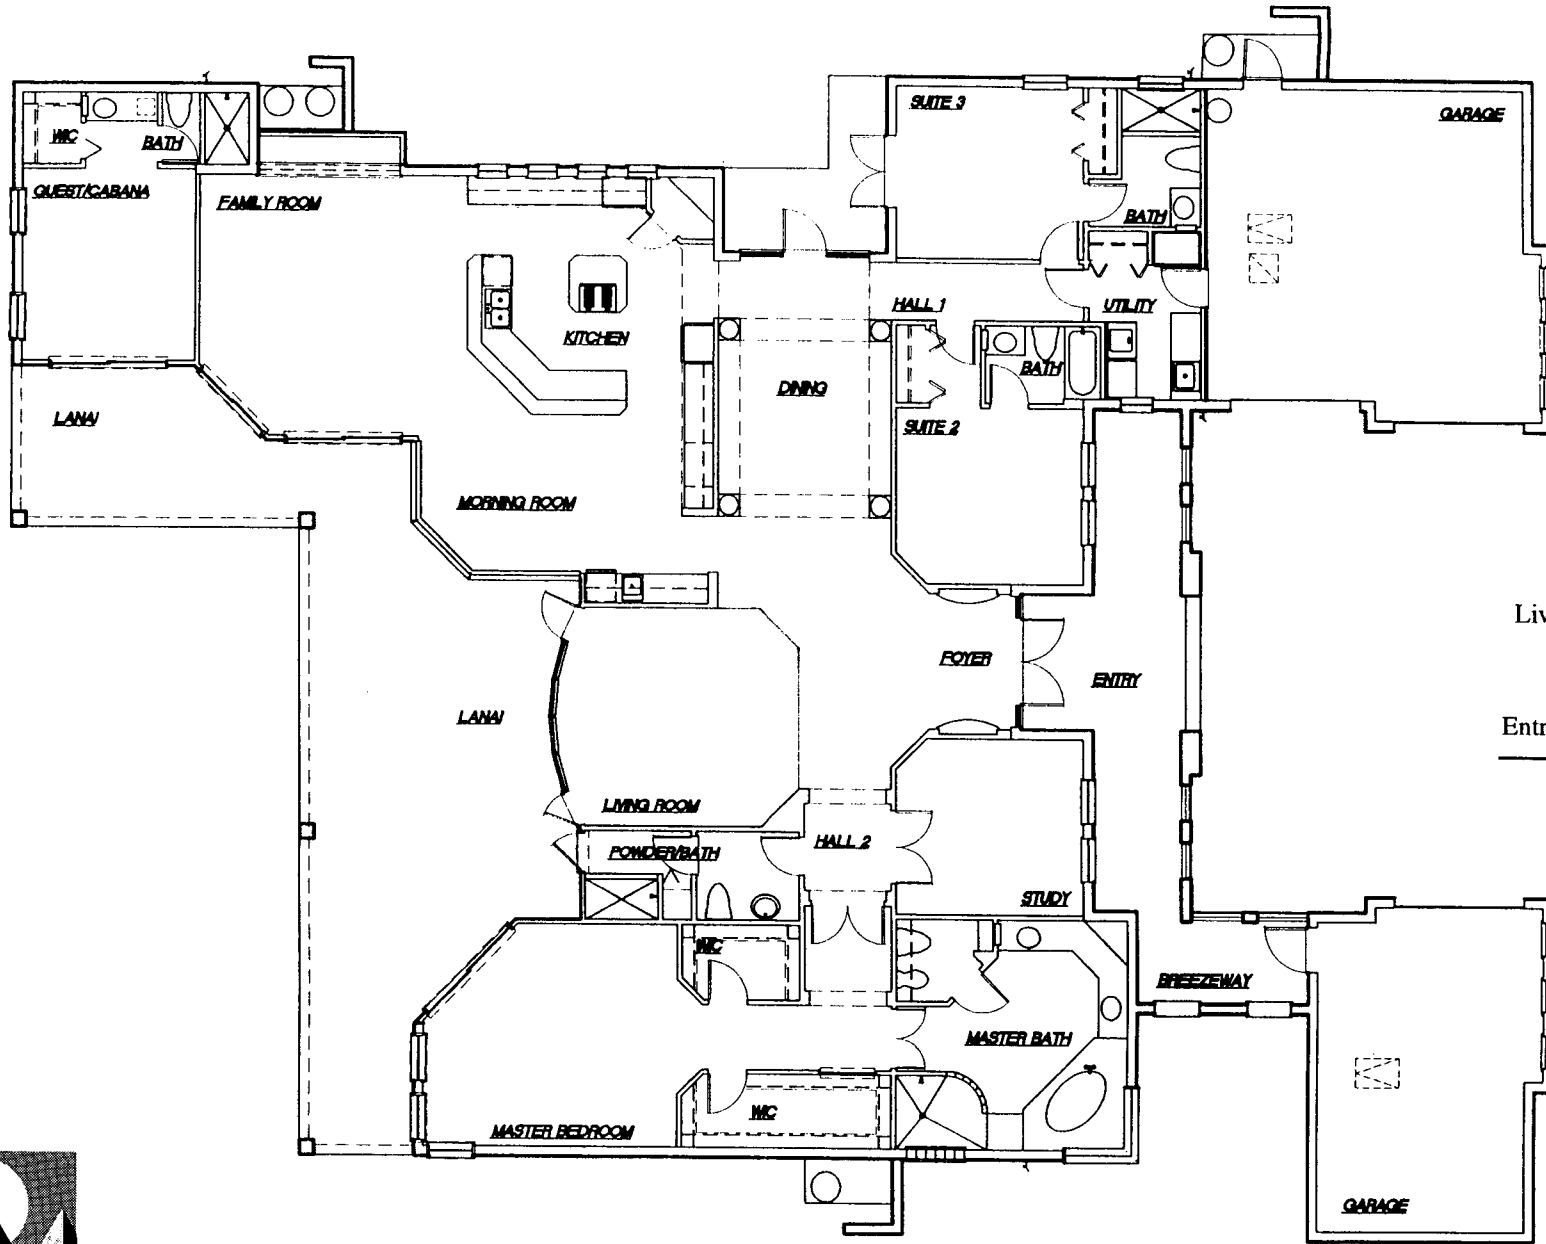 SUITE 3
GARAGE
WIC
BATH
GUEST/CABANA
FAMILY ROOM
BATH
HALL 1
UTILITY
KITCHEN
BATH
DINING
LANAI
SUITE 2
MORNING ROOM
Liv
FOYER
ENTRY
LANAI
Entr
LIVING ROOM
HALL 2
POWDER/BATH
STUDY
WIC
BREEZEWAY
MASTER BATH
WIC
MASTER BEDROOM
GARAGE